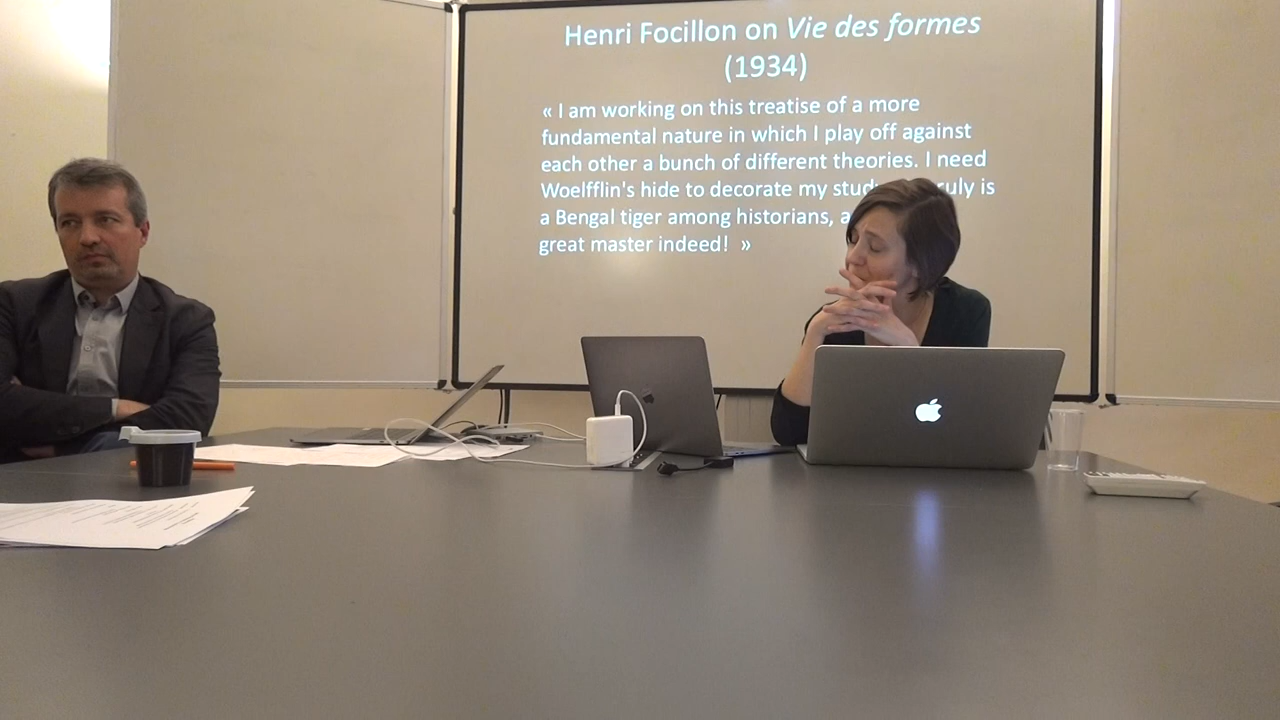 Henri Focillon on Vie des formes
(1934)
« I am working on this treatise of a more
fundamental nature in which I play off against
each other a bunch of different theories. I need
Woelfflin's hide to decorate my is
a Bengal tiger among historians,
great master indeed! »